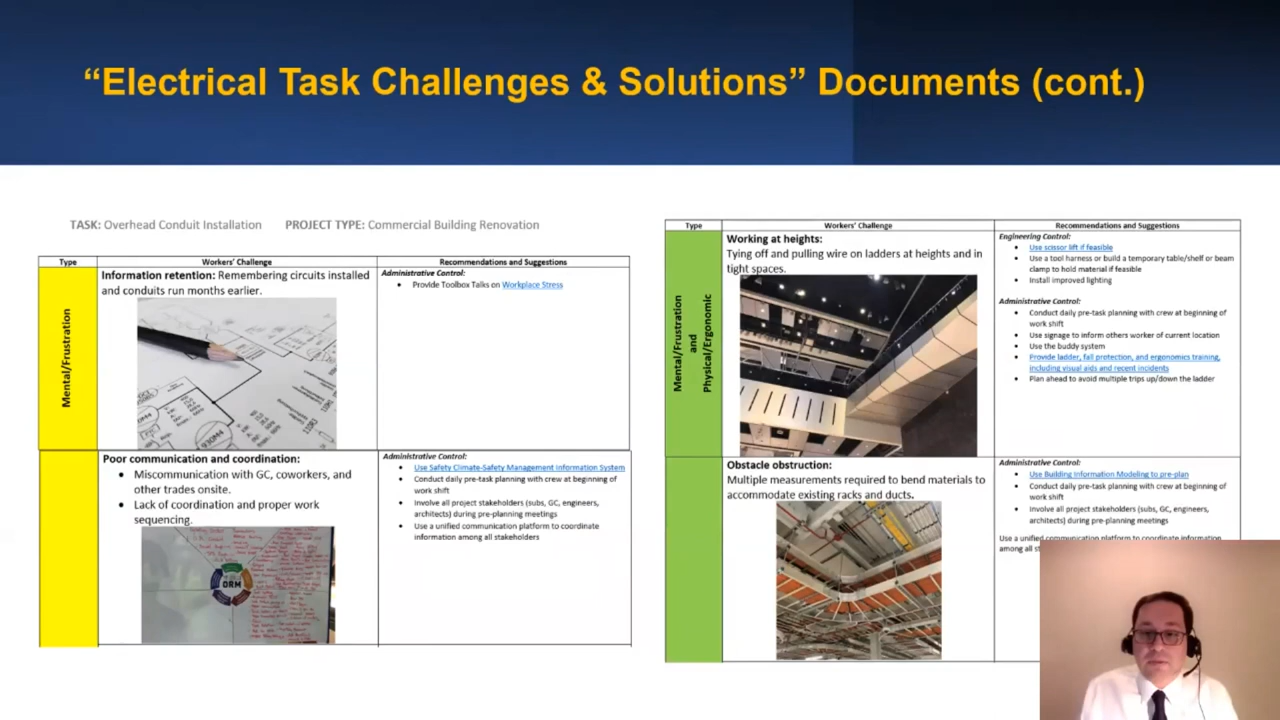 “Electrical Task Challenges & Solutions” Documents (cont.)
TASK: Overhead Conduit Installation PROJECT TYPE: Commercial Building Renovation
Type Workers’ Challenge Recommendations and Suggestions
Mental/Frustration
Information retention: Remembering circuits installed
and conduits run months earlier.
Administrative Control:
• Provide Toolbox Talks on Workplace Stress
Poor communication and coordination:
• Miscommunication with GC, coworkers, and
other trades onsite.
• Lack of coordination and proper work
sequencing.
ORM
Administrative Control:
• Use Safety Climate-Safety Management Information System
• Conduct daily pre-task planning with crew at beginning of
work shift
• Involve all project stakeholders (subs, GC, engineers,
architects) during pre-planning meetings
• Use a unified communication platform to coordinate
information among all stakeholders
Type Workers’ Challenge Recommendations and Suggestions
Mental/Frustration
and
Physical/Ergonomic
Working at heights:
Tying off and pulling wire on ladders at heights and in
tight spaces.
Engineering Control:
• Use scissor lift if feasible
• Use a tool harness or build a temporary table/shelf or beam
clamp to hold material if feasible
• Install improved lighting
Administrative Control:
• Conduct daily pre-task planning with crew at beginning of
work shift
• Use signage to inform others worker of current location
• Use the buddy system
• Provide ladder, fall protection, and ergonomics training,
including visual aids and recent incidents
• Plan ahead to avoid multiple trips up/down the ladder
Obstacle obstruction:
Multiple measurements required to bend materials to
accommodate existing racks and ducts.
Administrative Control:
• Use Building Information Modeling to pre-plan
• Conduct daily pre-task planning with crew at beginning of
work shift
• Involve all project stakeholders (subs, GC, engineers,
architects) during pre-planning meetings
Use a unified communication platform to coordinate information
among all